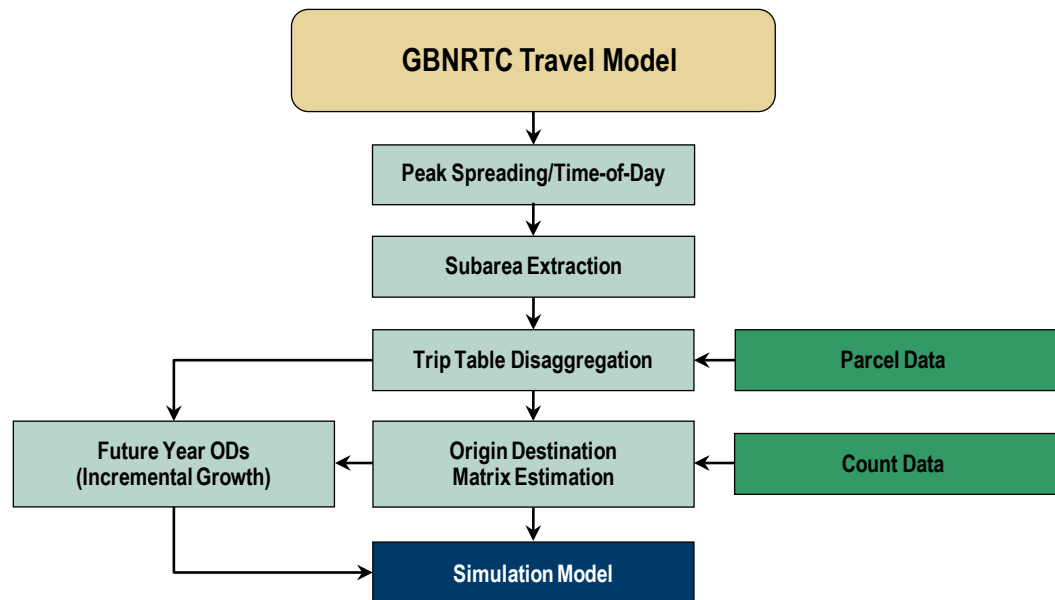 GBNRTC Travel Model
Peak Spreading/Time-of-Day
Subarea Extraction
Trip Table Disaggregation
Parcel Data
Future Year ODs
(Incremental Growth)
Origin Destination
Matrix Estimation
Count Data
Simulation Model